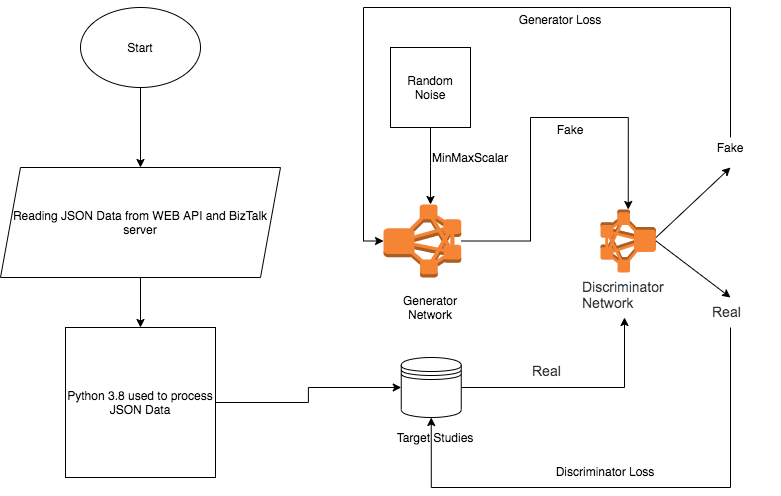 Start
Reading JSON Data from WEB API and BizTalk
server
Python 3.8 used to process
JSON Data
Generator Loss
Random
Noise
MinMaxScalar
Fake
Fake
Generator
Network
Discriminator
Network
Real
Real
Target Studies
Discriminator Loss